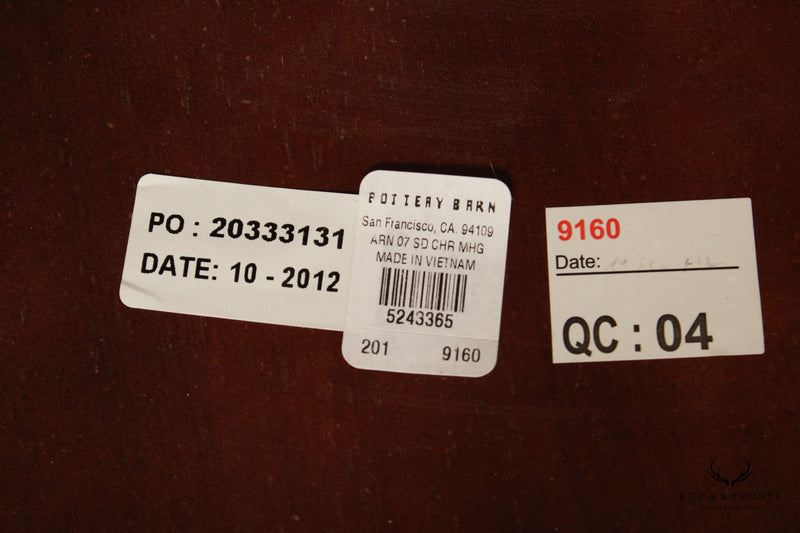 PO : 20333131
DATE: 10 - 2012
POTTERY BARN
San Francisco, CA. 94109
ARN 07 SD CHR MHG
MADE IN VIETNAM
5243365
201 9160
9160
Date:
QC : 04
BUCKS COUNTY